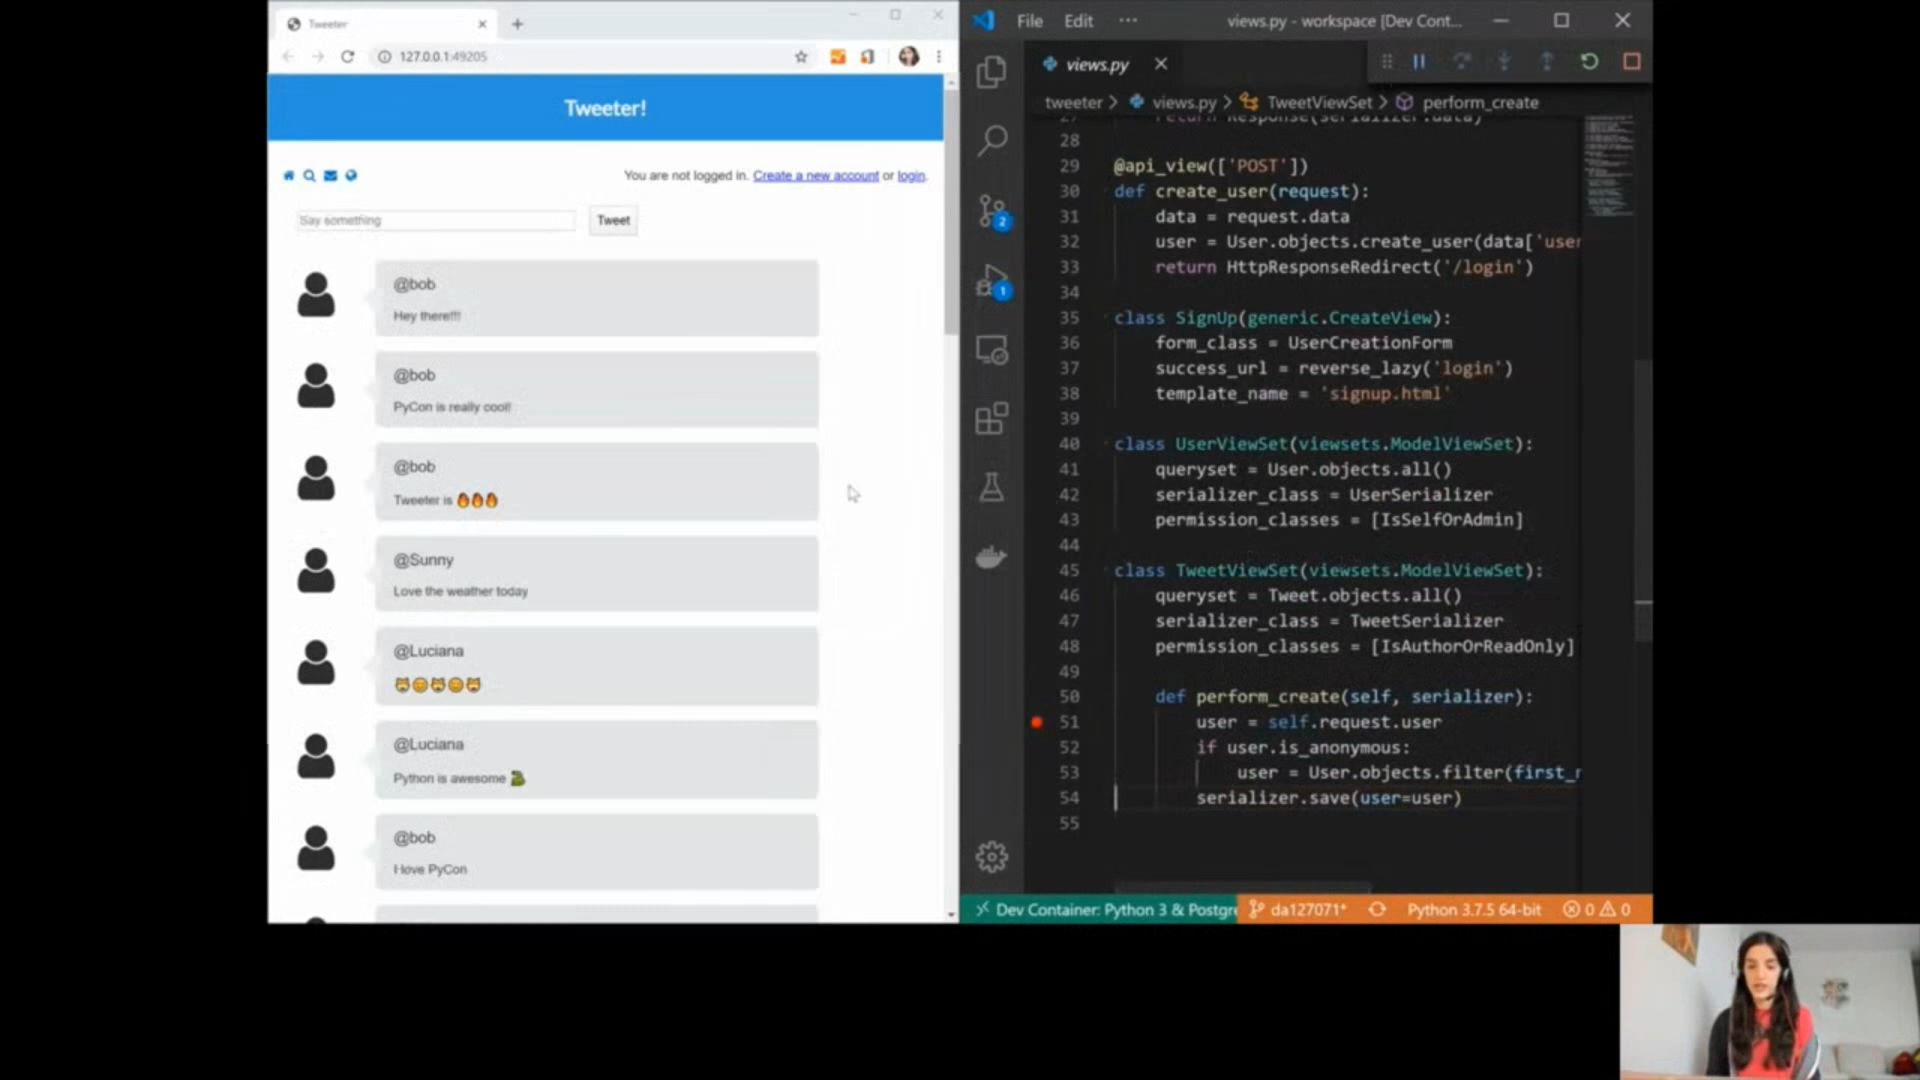 Tweeter
127.0.0.1:49205
Tweeter!
You are not logged in. Create a new account or login.
Say something
Tweet
@bob
Hey there!!!
@bob
PyCon is really cool!
@bob
Tweeter is 🔥🔥🔥
@Sunny
Love the weather today
@Luciana
@Luciana
Python is awesome 🐍
@bob
I love PyCon
File Edit ··· views.py - workspace [Dev Cont...
views.py
tweeter > views.py > TweetViewSet > perform_create
27 return Response(serializer.data)
28
29 @api_view(['POST'])
30 def create_user(request):
31 data = request.data
32 user = User.objects.create_user(data['user
33 return HttpResponseRedirect('/login')
34
35 class SignUp(generic.CreateView):
36 form_class = UserCreationForm
37 success_url = reverse_lazy('login')
38 template_name = 'signup.html'
39
40 class UserViewSet(viewsets.ModelViewSet):
41 queryset = User.objects.all()
42 serializer_class = UserSerializer
43 permission_classes = [IsSelfOrAdmin]
44
45 class TweetViewSet(viewsets.ModelViewSet):
46 queryset = Tweet.objects.all()
47 serializer_class = TweetSerializer
48 permission_classes = [IsAuthorOrReadOnly]
49
50 def perform_create(self, serializer):
51 user = self.request.user
52 if user.is_anonymous:
53 user = User.objects.filter(first_n
54 serializer.save(user=user)
55
2
1
Dev Container: Python 3 & Postgre da127071* Python 3.7.5 64-bit 0 0